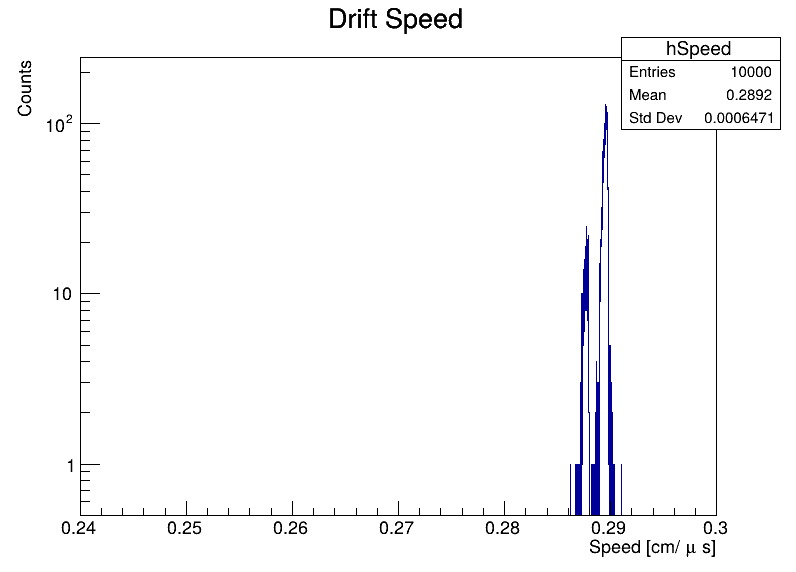 Drift Speed
hSpeed
Entries 10000
Mean 0.2892
Std Dev 0.0006471
Counts
10²
10
1
0.24 0.25 0.26 0.27 0.28 0.29 0.3
Speed [cm/ μ s]